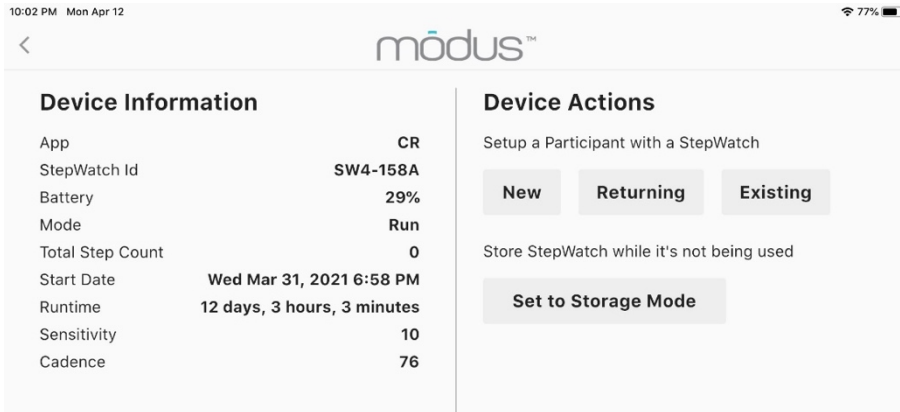 10:02 PM Mon Apr 12
77%
mōdus™
Device Information
App CR
StepWatch Id SW4-158A
Battery 29%
Mode Run
Total Step Count 0
Start Date Wed Mar 31, 2021 6:58 PM
Runtime 12 days, 3 hours, 3 minutes
Sensitivity 10
Cadence 76
Device Actions
Setup a Participant with a StepWatch
New Returning Existing
Store StepWatch while it's not being used
Set to Storage Mode